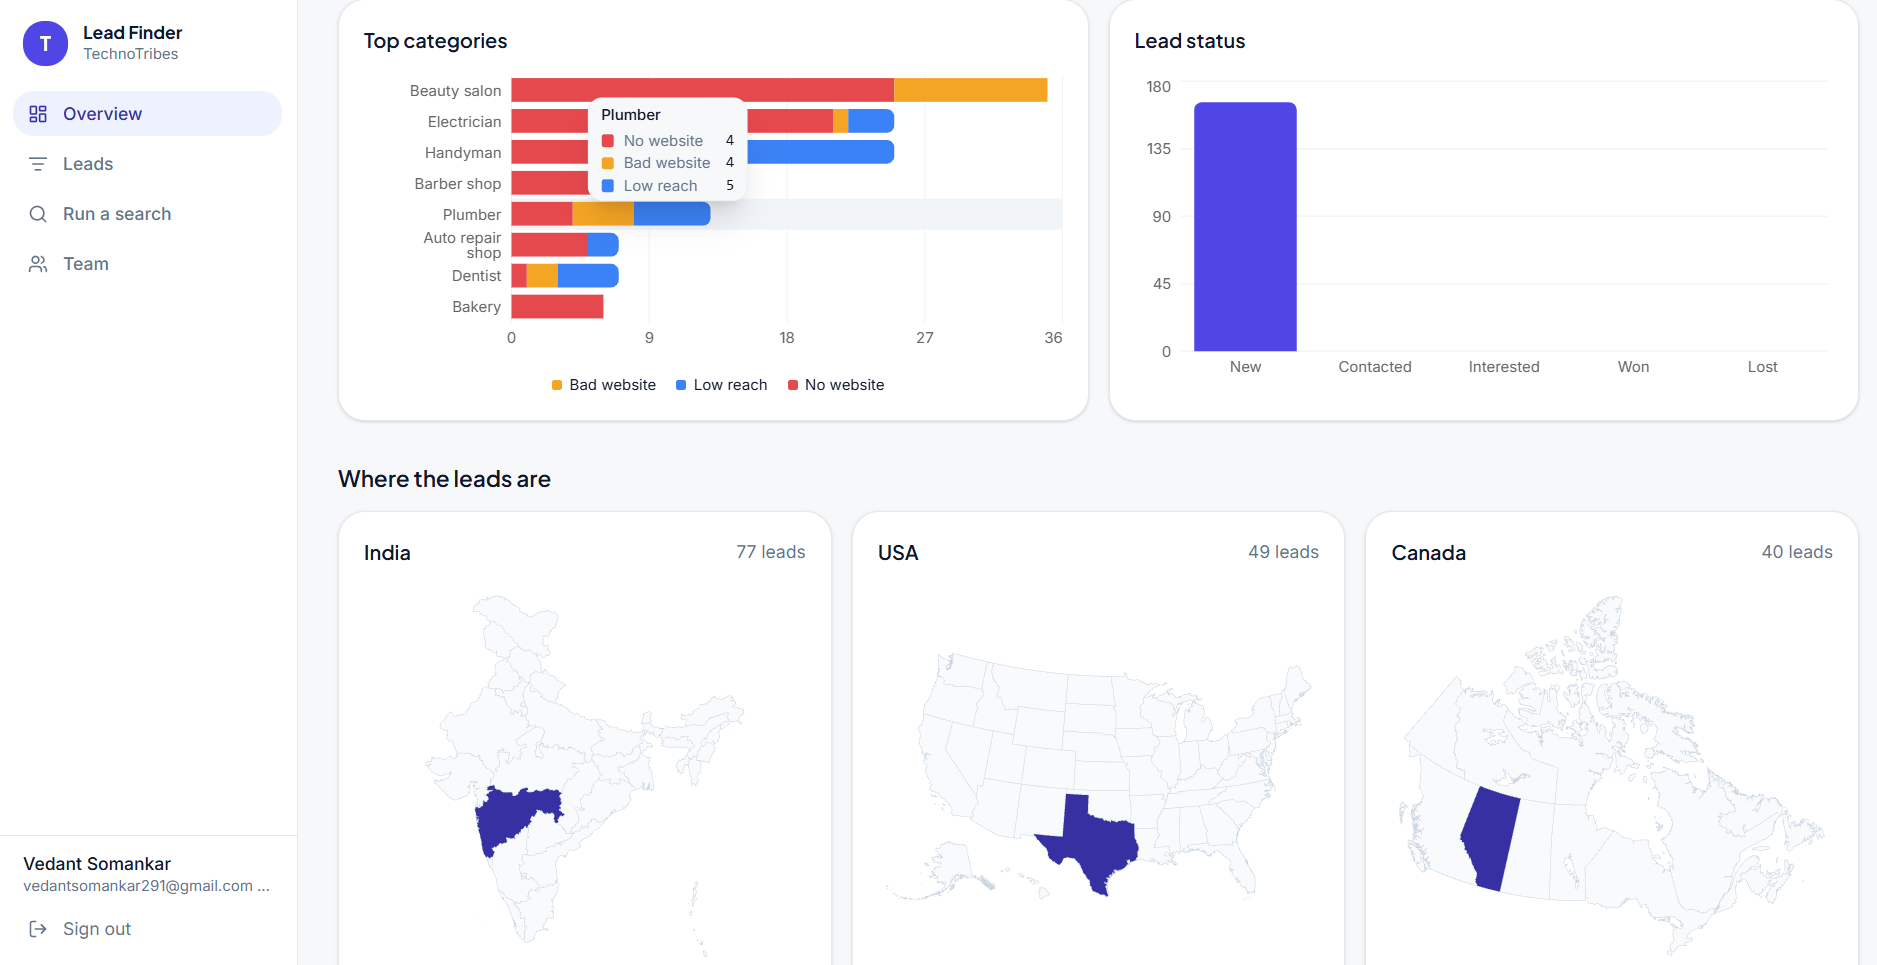 T
Lead Finder
TechnoTribes
Overview
Leads
Run a search
Team
Vedant Somankar
vedantsomankar291@gmail.com ...
Sign out
Top categories
Beauty salon
Electrician
Handyman
Barber shop
Plumber
Auto repair
shop
Dentist
Bakery
Plumber
No website 4
Bad website 4
Low reach 5
0 9 18 27 36
Bad website Low reach No website
Lead status
180
135
90
45
0
New Contacted Interested Won Lost
Where the leads are
India 77 leads
USA 49 leads
Canada 40 leads